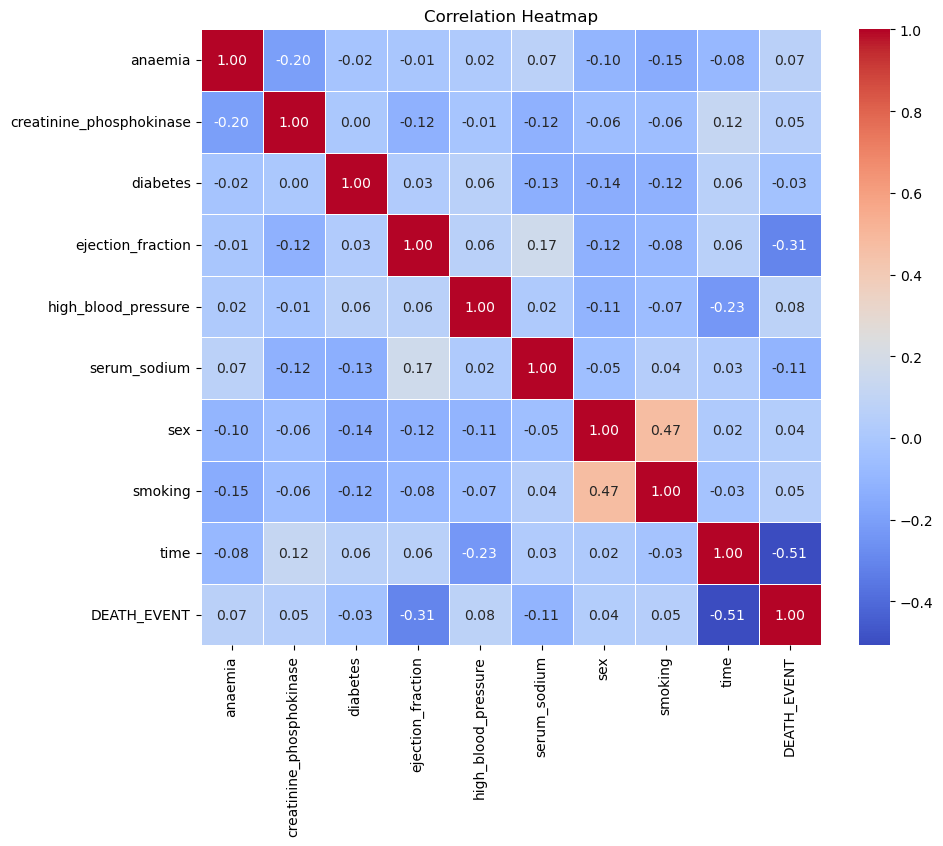 Correlation Heatmap
anaemia 1.00 -0.20 -0.02 -0.01 0.02 0.07 -0.10 -0.15 -0.08 0.07
creatinine_phosphokinase -0.20 1.00 0.00 -0.12 -0.01 -0.12 -0.06 -0.06 0.12 0.05
diabetes -0.02 0.00 1.00 0.03 0.06 -0.13 -0.14 -0.12 0.06 -0.03
ejection_fraction -0.01 -0.12 0.03 1.00 0.06 0.17 -0.12 -0.08 0.06 -0.31
high_blood_pressure 0.02 -0.01 0.06 0.06 1.00 0.02 -0.11 -0.07 -0.23 0.08
serum_sodium 0.07 -0.12 -0.13 0.17 0.02 1.00 -0.05 0.04 0.03 -0.11
sex -0.10 -0.06 -0.14 -0.12 -0.11 -0.05 1.00 0.47 0.02 0.04
smoking -0.15 -0.06 -0.12 -0.08 -0.07 0.04 0.47 1.00 -0.03 0.05
time -0.08 0.12 0.06 0.06 -0.23 0.03 0.02 -0.03 1.00 -0.51
DEATH_EVENT 0.07 0.05 -0.03 -0.31 0.08 -0.11 0.04 0.05 -0.51 1.00
anaemia
creatinine_phosphokinase
diabetes
ejection_fraction
high_blood_pressure
serum_sodium
sex
smoking
time
DEATH_EVENT
1.0
0.8
0.6
0.4
0.2
0.0
−0.2
−0.4